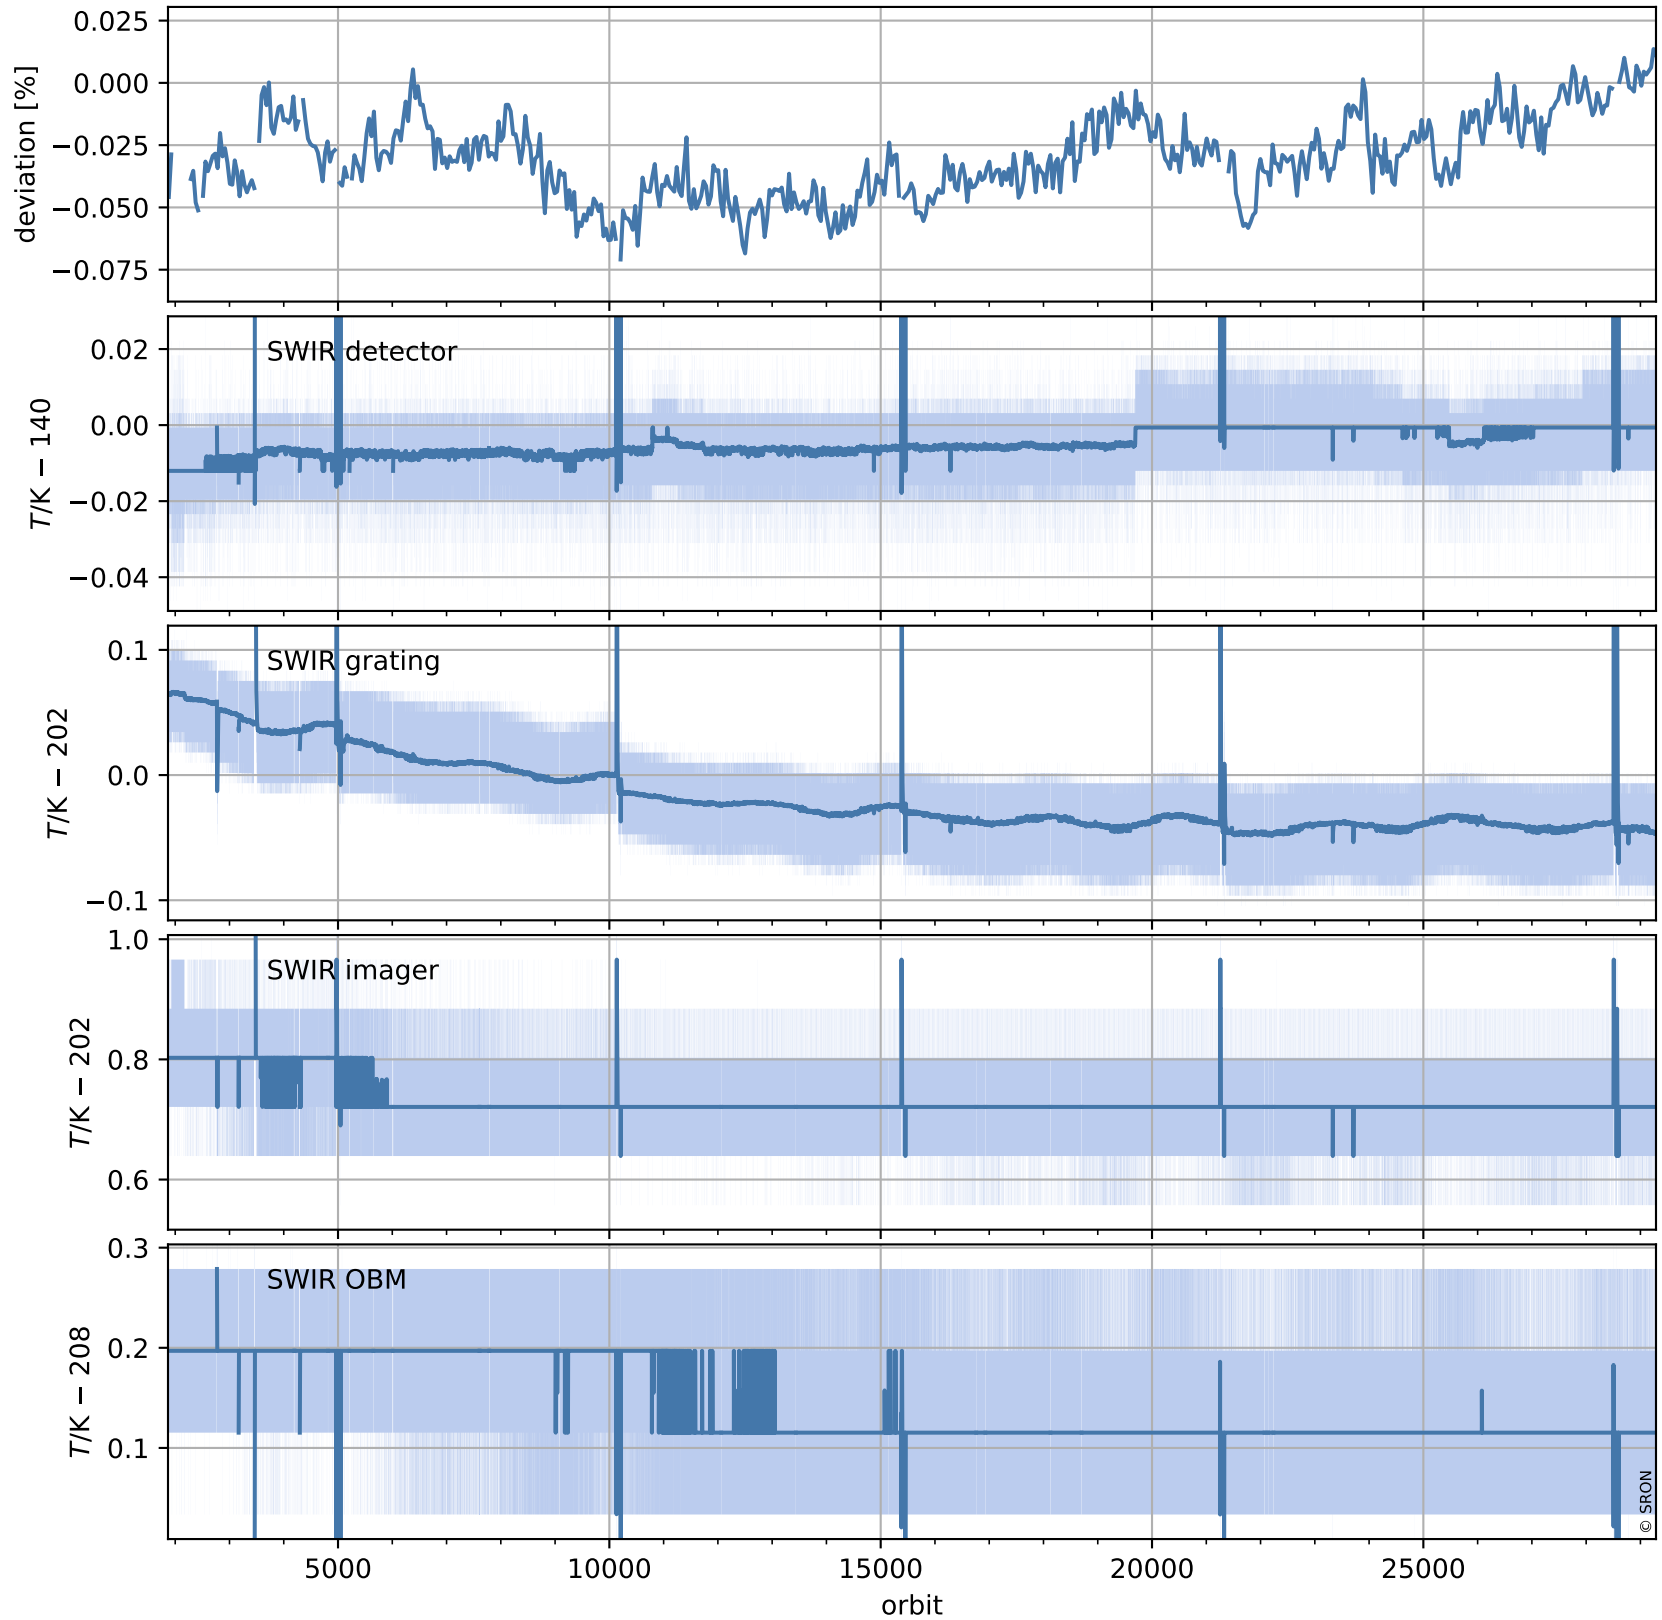 deviation [%]
0.025
0.000
−0.025
−0.050
−0.075
SWIR detector
T/K − 140
0.02
0.00
−0.02
−0.04
SWIR grating
T/K − 202
0.1
0.0
−0.1
SWIR imager
T/K − 202
1.0
0.8
0.6
SWIR OBM
T/K − 208
0.3
0.2
0.1
© SRON
5000 10000 15000 20000 25000
orbit